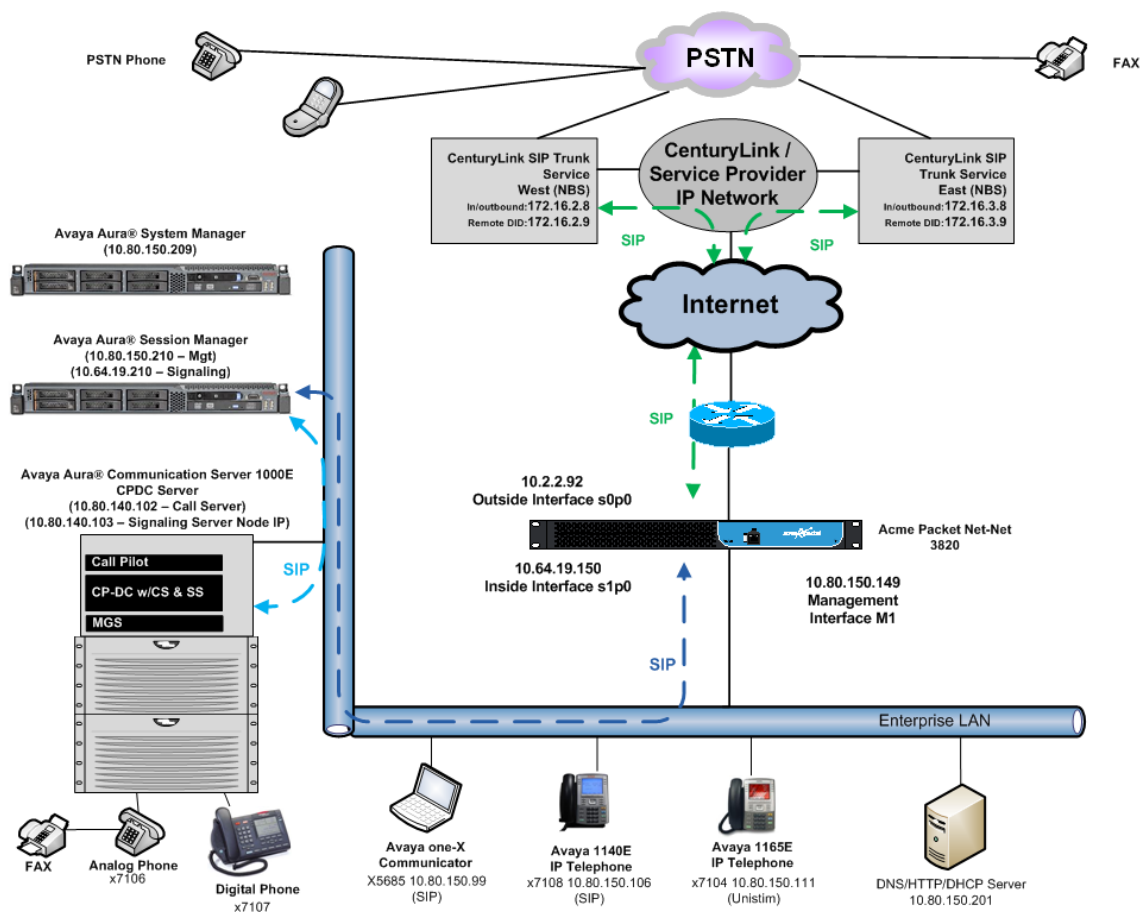 PSTN Phone
PSTN
FAX
CenturyLink SIP Trunk
Service
West (NBS)
In/outbound:172.16.2.8
Remote DID:172.16.2.9
CenturyLink /
Service Provider
IP Network
CenturyLink SIP
Trunk Service
East (NBS)
In/outbound:172.16.3.8
Remote DID:172.16.3.9
SIP
SIP
Avaya Aura® System Manager
(10.80.150.209)
Internet
Avaya Aura® Session Manager
(10.80.150.210 – Mgt)
(10.64.19.210 – Signaling)
SIP
Avaya Aura® Communication Server 1000E
CPDC Server
(10.80.140.102 – Call Server)
(10.80.140.103 – Signaling Server Node IP)
10.2.2.92
Outside Interface s0p0
Acme Packet Net-Net
3820
Call Pilot
CP-DC w/CS & SS
MGS
SIP
10.64.19.150
Inside Interface s1p0
10.80.150.149
Management
Interface M1
SIP
Enterprise LAN
FAX
Analog Phone
x7106
Digital Phone
x7107
Avaya one-X
Communicator
X5685 10.80.150.99
(SIP)
Avaya 1140E
IP Telephone
x7108 10.80.150.106
(SIP)
Avaya 1165E
IP Telephone
x7104 10.80.150.111
(Unistim)
DNS/HTTP/DHCP Server
10.80.150.201